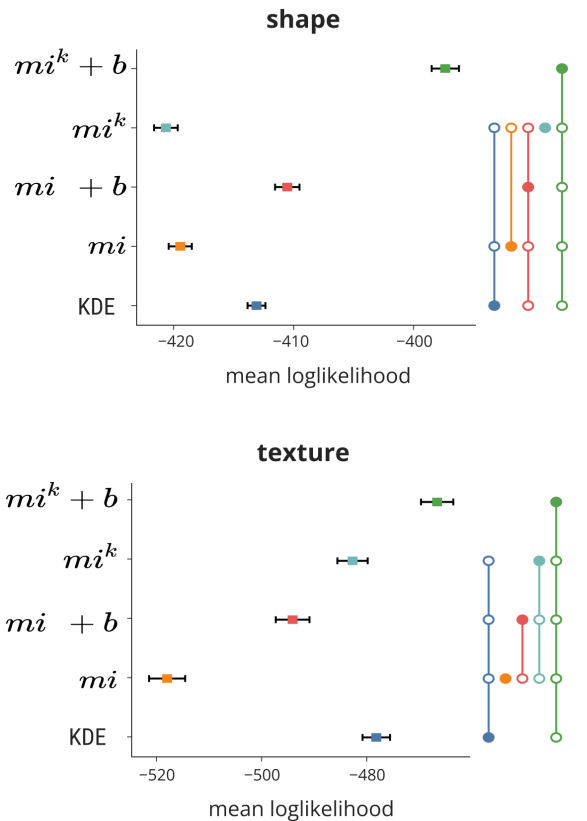 shape
mi^k + b
mi^k
mi + b
mi
KDE
−420 −410 −400
mean loglikelihood
texture
mi^k + b
mi^k
mi + b
mi
KDE
−520 −500 −480
mean loglikelihood